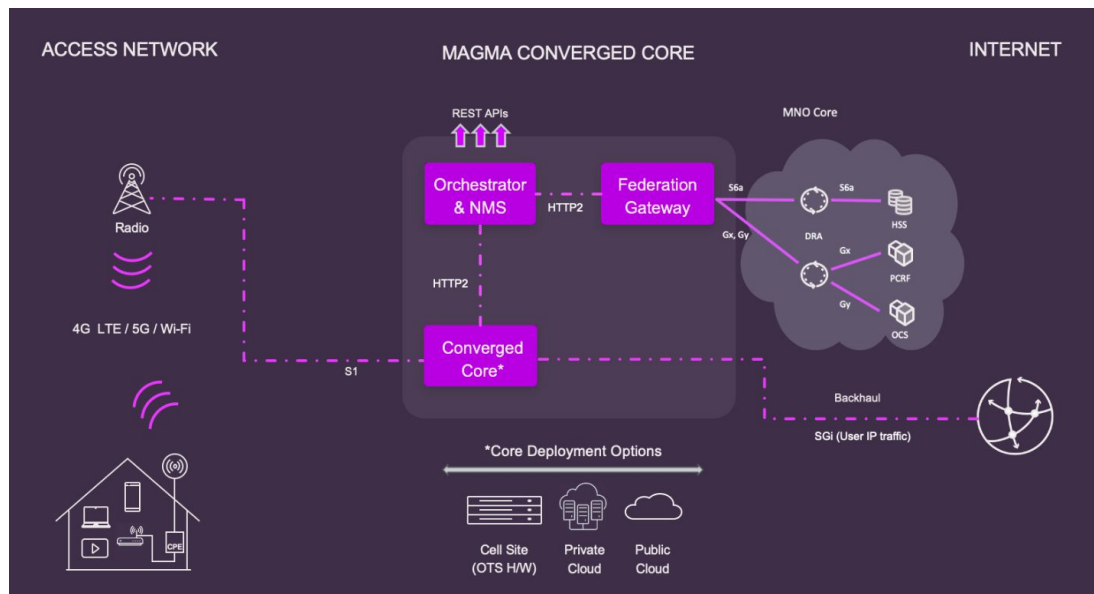 ACCESS NETWORK
MAGMA CONVERGED CORE
INTERNET
REST APIs
MNO Core
Orchestrator
& NMS
HTTP2
Federation
Gateway
S6a
S6a
HSS
Gx, Gy
DRA
Gx
PCRF
Gy
OCS
Radio
HTTP2
4G LTE / 5G / Wi-Fi
Converged
Core*
S1
Backhaul
SGi (User IP traffic)
*Core Deployment Options
CPE
Cell Site
(OTS H/W)
Private
Cloud
Public
Cloud